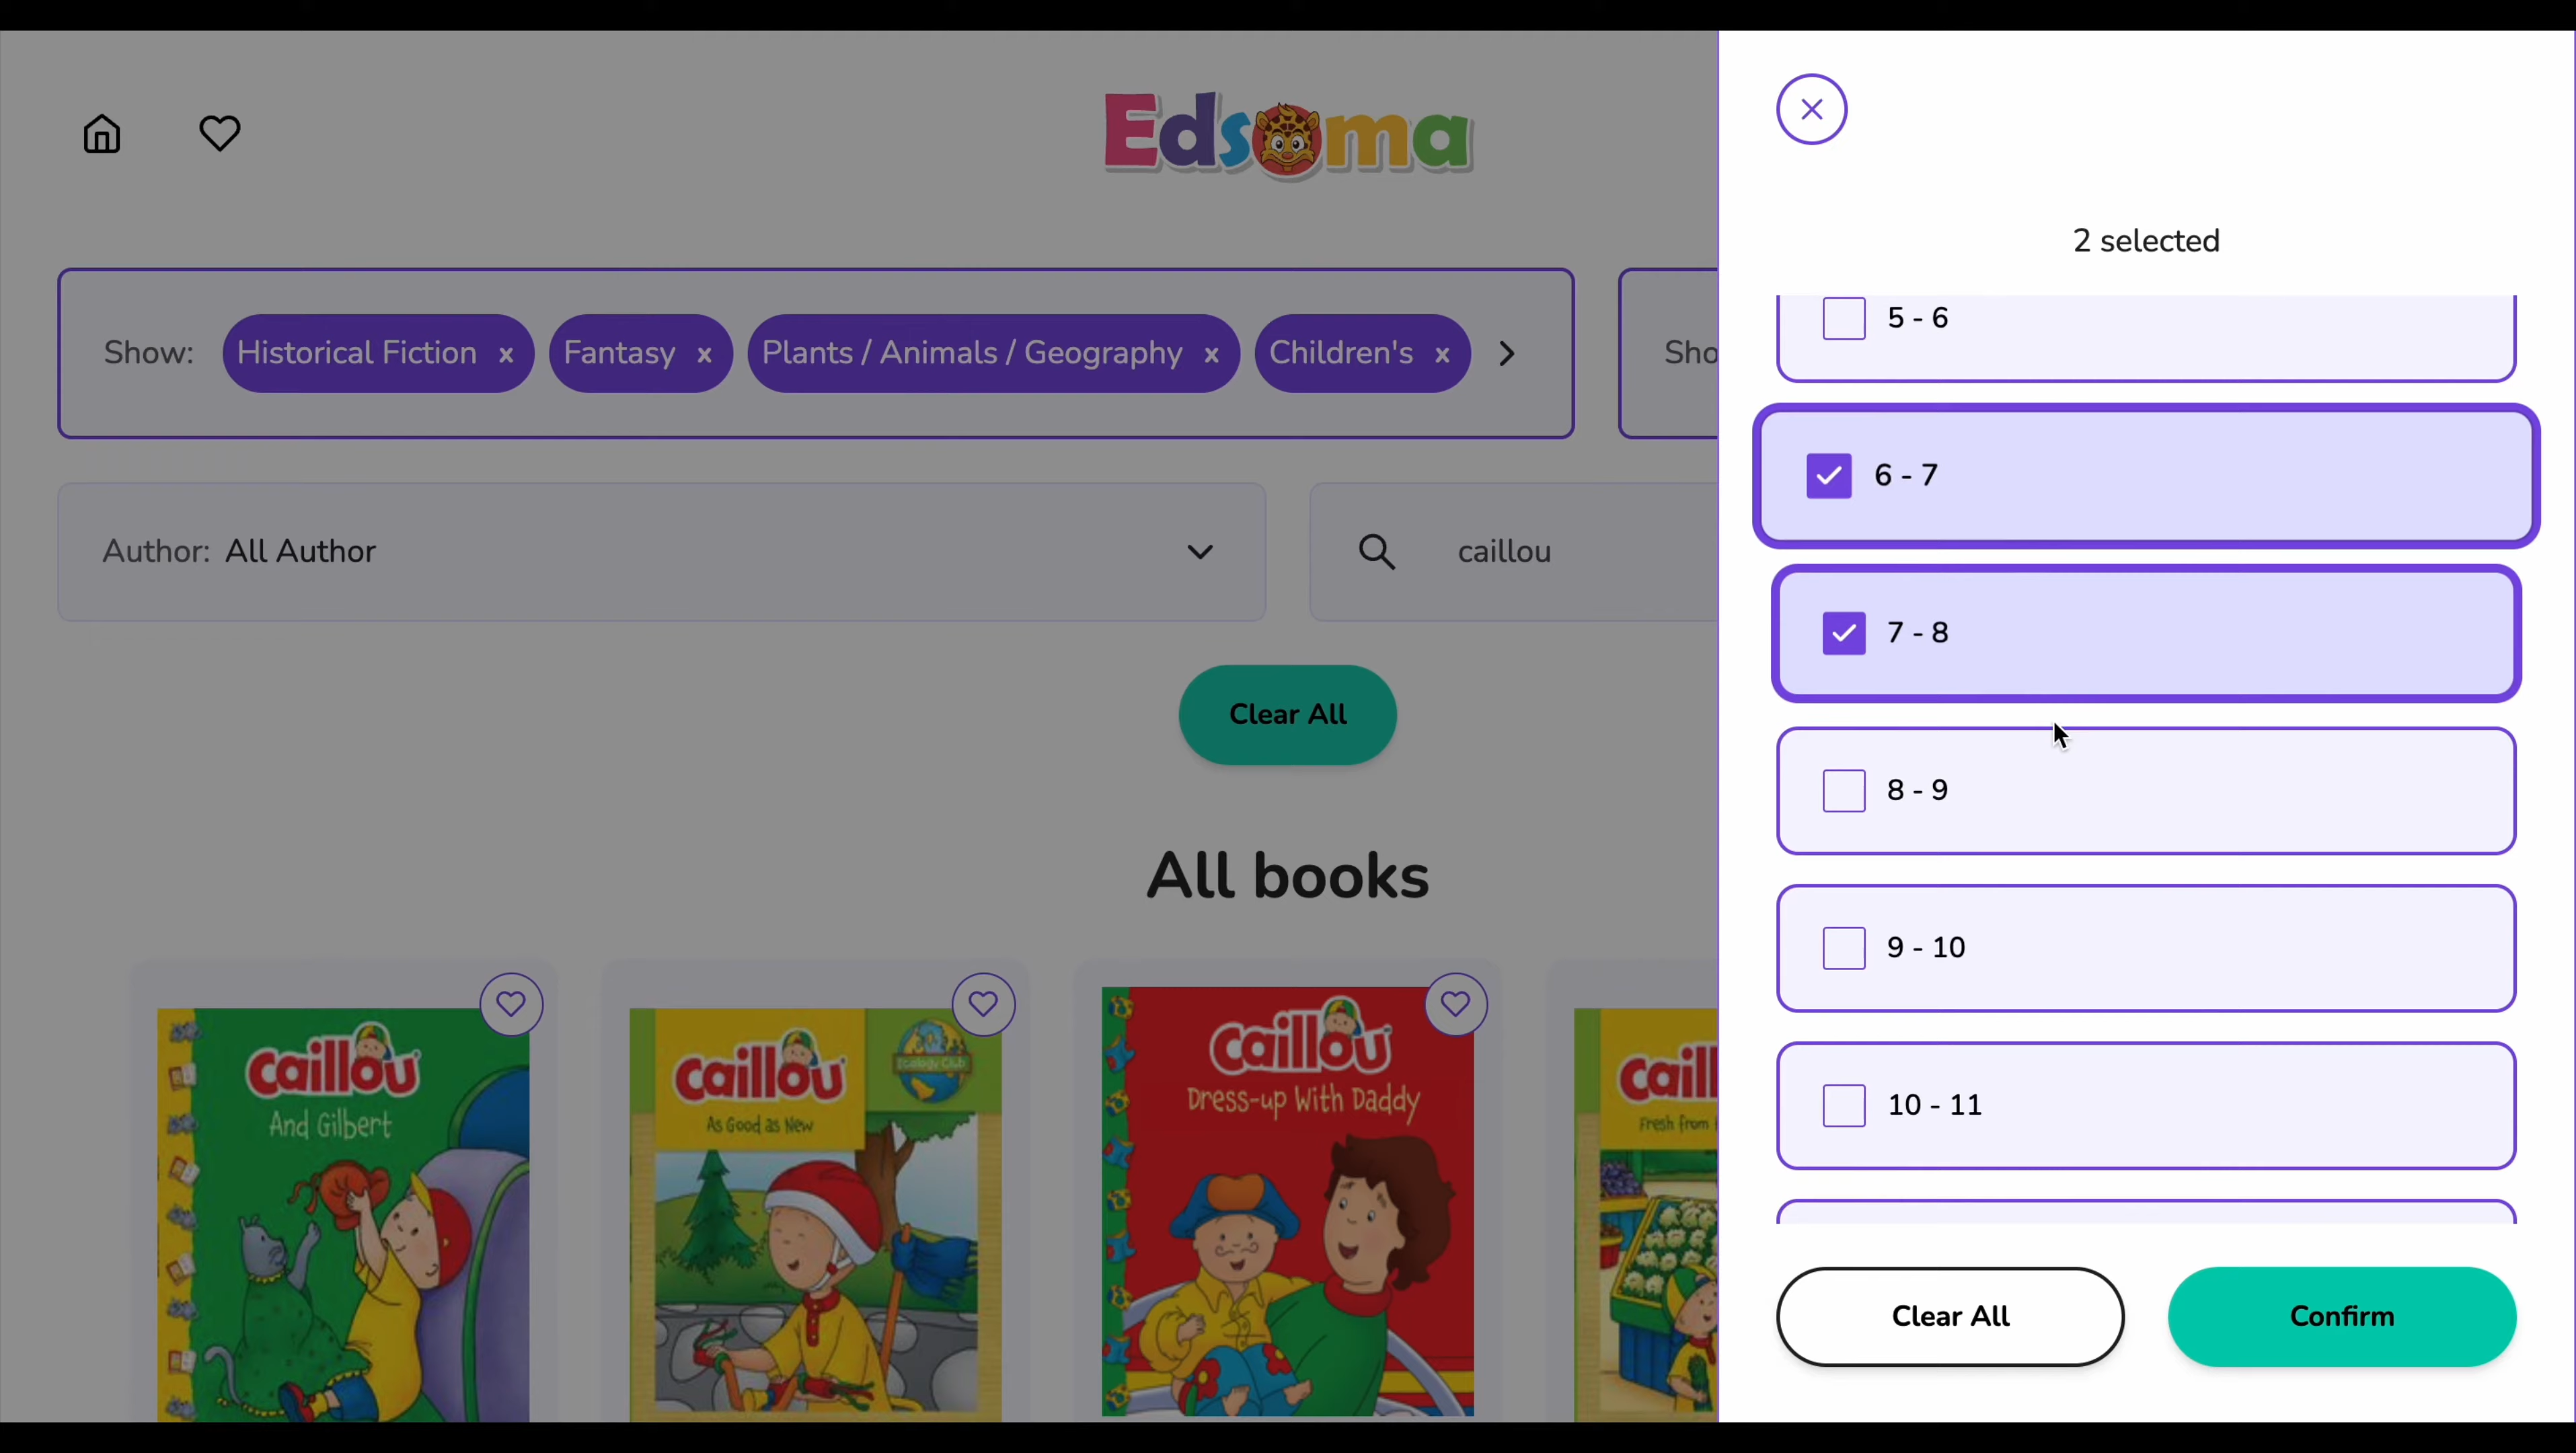 Edsoma
Show: Historical Fiction x Fantasy x Plants / Animals / Geography x Children's x
Sho
Author: All Author
caillou
Clear All
All books
caillou
And Gilbert
caillou
As Good as New
Ecology Club
caillou
Dress-up With Daddy
caill
Fresh from
2 selected
5 - 6
6 - 7
7 - 8
8 - 9
9 - 10
10 - 11
Clear All
Confirm